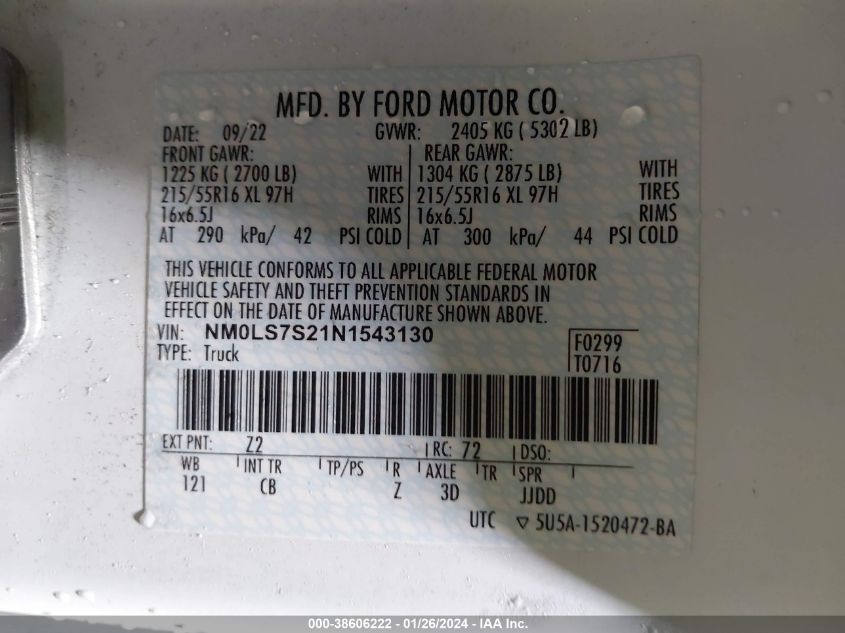 MFD. BY FORD MOTOR CO.
DATE: 09/22 GVWR: 2405 KG ( 5302 LB)
FRONT GAWR: REAR GAWR:
1225 KG ( 2700 LB) WITH 1304 KG ( 2875 LB) WITH
215/55R16 XL 97H TIRES 215/55R16 XL 97H TIRES
16x6.5J RIMS 16x6.5J RIMS
AT 290 kPa/ 42 PSI COLD AT 300 kPa/ 44 PSI COLD
THIS VEHICLE CONFORMS TO ALL APPLICABLE FEDERAL MOTOR
VEHICLE SAFETY AND THEFT PREVENTION STANDARDS IN
EFFECT ON THE DATE OF MANUFACTURE SHOWN ABOVE.
VIN: NM0LS7S21N1543130 F0299
TYPE: Truck T0716
EXT PNT: Z2 RC: 72 DSO:
WB INT TR TP/PS R AXLE TR SPR
121 CB Z 3D JJDD
UTC ▽ 5U5A-1520472-BA
000-38606222 - 01/26/2024 - IAA Inc.